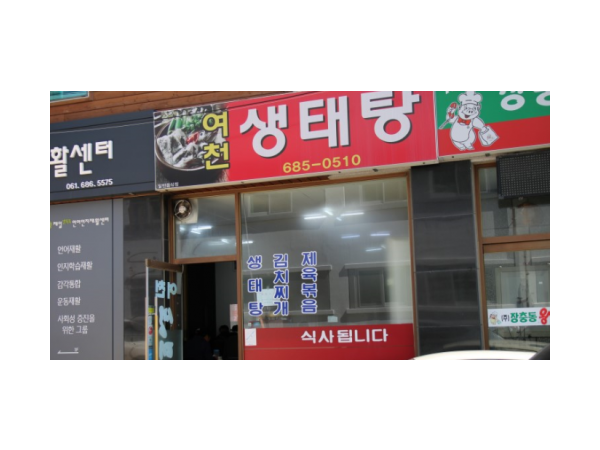 활센터
061.686.5575
언어재활
인지학습재활
감각통합
운동재활
사회성 증진을
위한 그룹
여천
생태탕
685-0510
생태탕
김치찌개
제육볶음
식사됩니다
(주)장충동